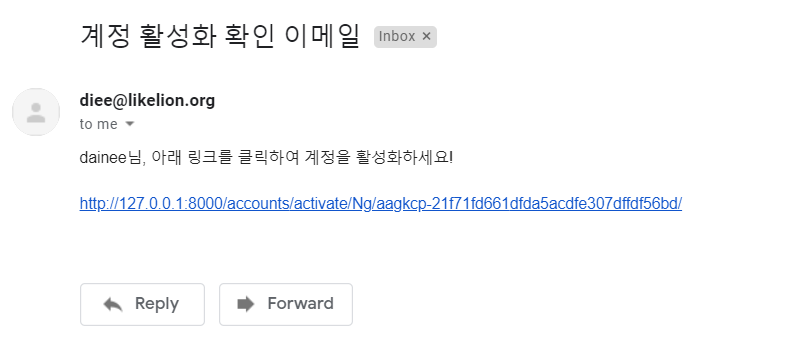 계정 활성화 확인 이메일 Inbox ×
diee@likelion.org
to me
dainee님, 아래 링크를 클릭하여 계정을 활성화하세요!
http://127.0.0.1:8000/accounts/activate/Ng/aagkcp-21f71fd661dfda5acdfe307dffdf56bd/
Reply Forward